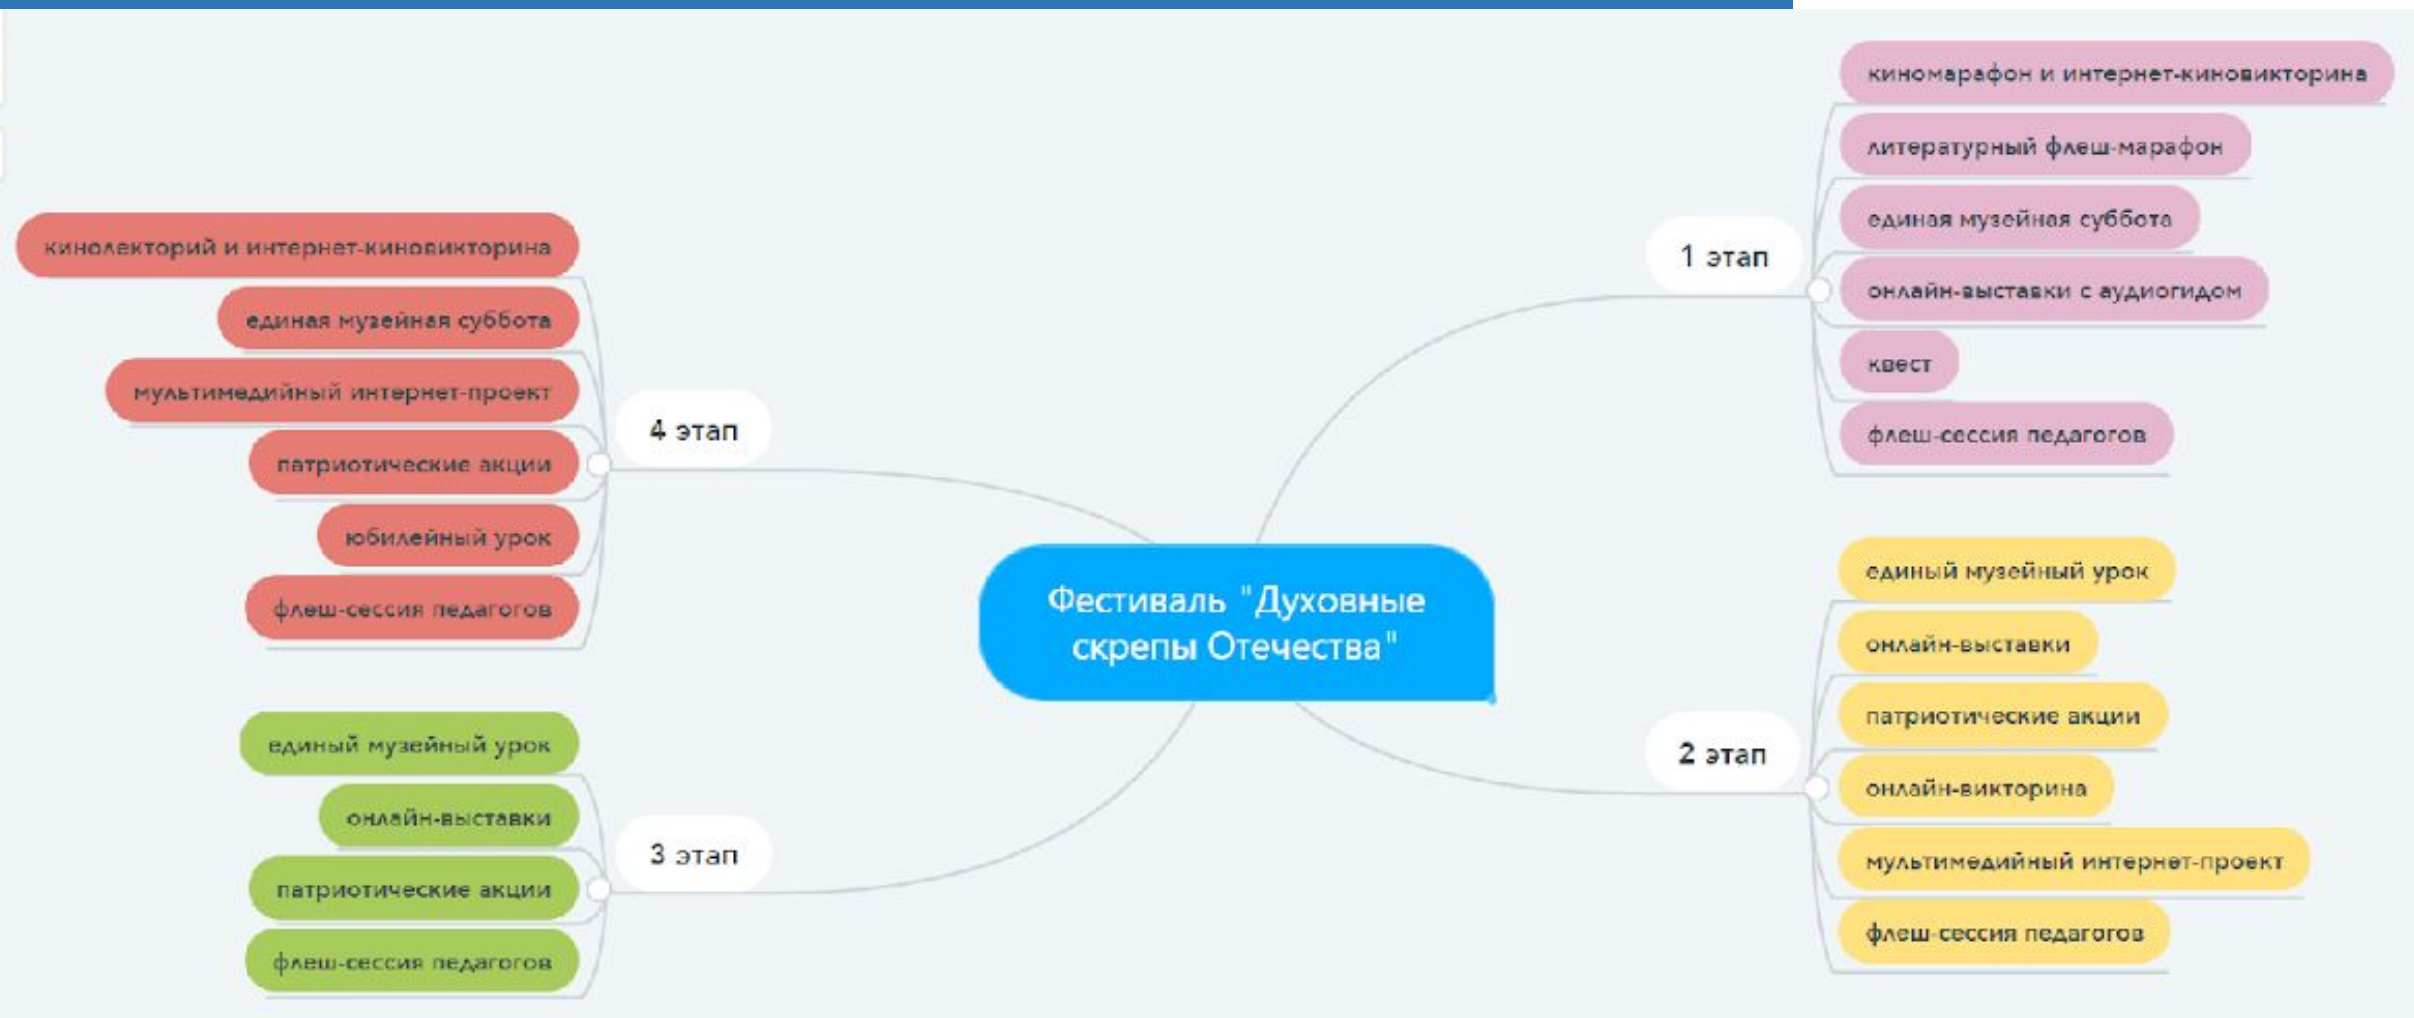 Фестиваль "Духовные
скрепы Отечества"
1 этап
киномарафон и интернет-киновикторина
литературный флеш-марафон
единая музейная суббота
онлайн-выставки с аудиогидом
квест
флеш-сессия педагогов
2 этап
единый музейный урок
онлайн-выставки
патриотические акции
онлайн-викторина
мультимедийный интернет-проект
флеш-сессия педагогов
3 этап
единый музейный урок
онлайн-выставки
патриотические акции
флеш-сессия педагогов
4 этап
кинолекторий и интернет-киновикторина
единая музейная суббота
мультимедийный интернет-проект
патриотические акции
юбилейный урок
флеш-сессия педагогов